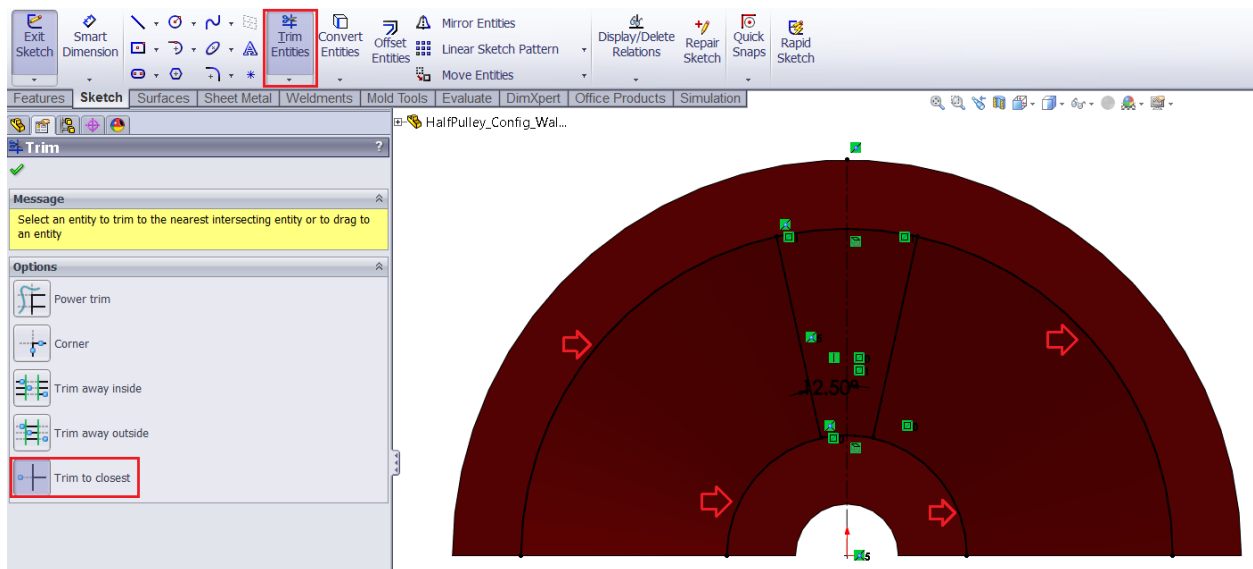 Exit
Sketch
Smart
Dimension
Trim
Entities
Convert
Entities
Offset
Entities
Mirror Entities
Linear Sketch Pattern
Move Entities
Display/Delete
Relations
Repair
Sketch
Quick
Snaps
Rapid
Sketch
Features Sketch Surfaces Sheet Metal Weldments Mold Tools Evaluate DimXpert Office Products Simulation
HalfPulley_Config_Wal...
Trim ?
Message
Select an entity to trim to the nearest intersecting entity or to drag to
an entity
Options
Power trim
Corner
Trim away inside
Trim away outside
Trim to closest
12.50°
5